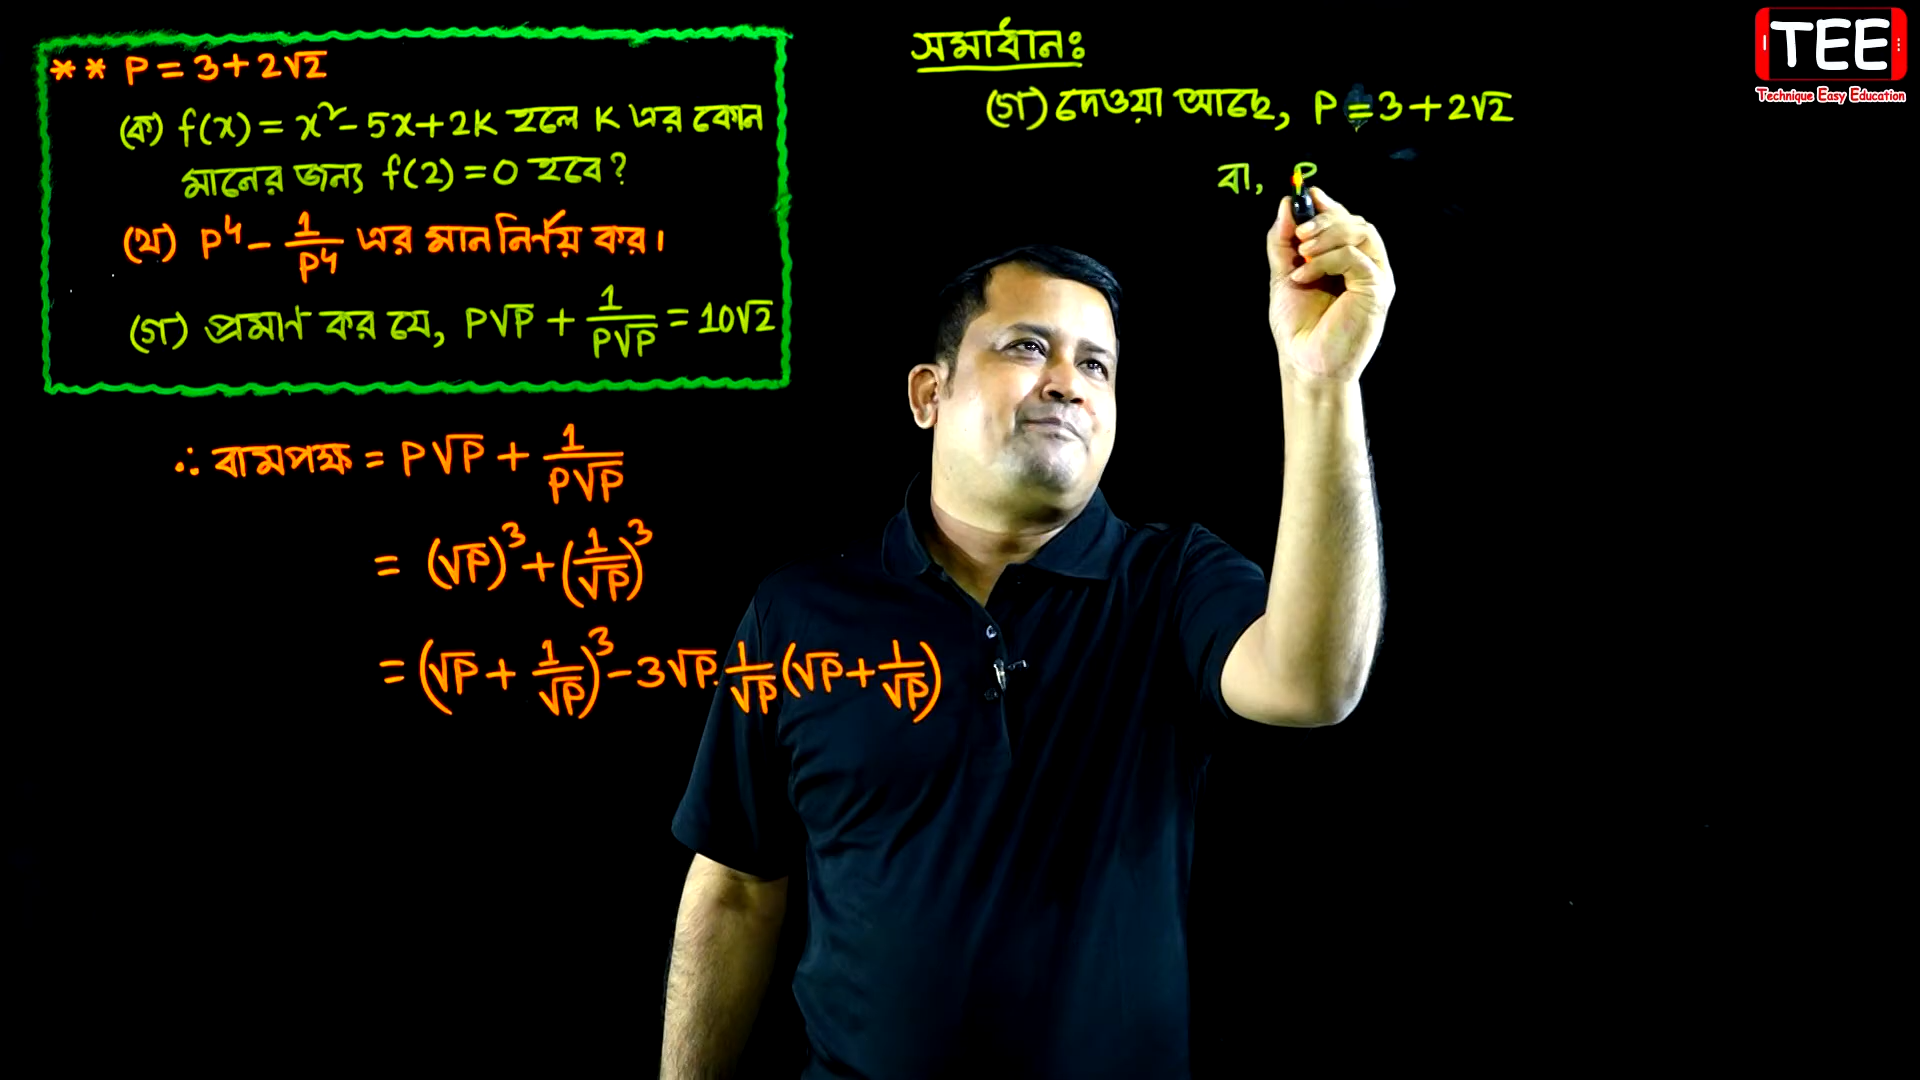 ** P = 3 + 2√2
(ক) f(x) = x² - 5x + 2K হলে K এর কোন
মানের জন্য f(2) = 0 হবে?
(খ) P⁴ - 1/P⁴ এর মান নির্ণয় কর।
(গ) প্রমাণ কর যে, P√P + 1/(P√P) = 10√2
∴ বামপক্ষ = P√P + 1/(P√P)
= (√P)³ + (1/√P)³
= (√P + 1/√P)³ - 3√P . 1/√P (√P + 1/√P)
সমাধানঃ
(গ) দেওয়া আছে, P = 3 + 2√2
বা, P
TEE
Technique Easy Education